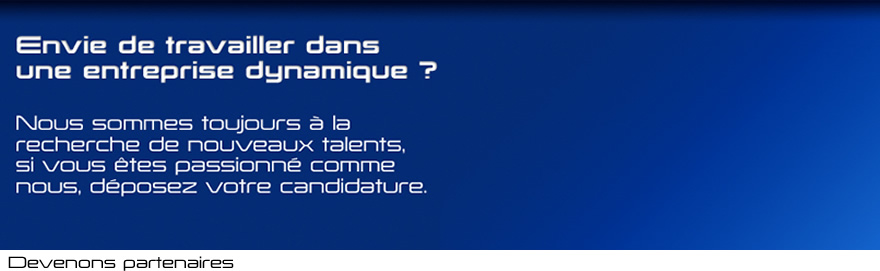 Envie de travailler dans
une entreprise dynamique ?
Nous sommes toujours à la
recherche de nouveaux talents,
si vous êtes passionné comme
nous, déposez votre candidature.
Devenons partenaires